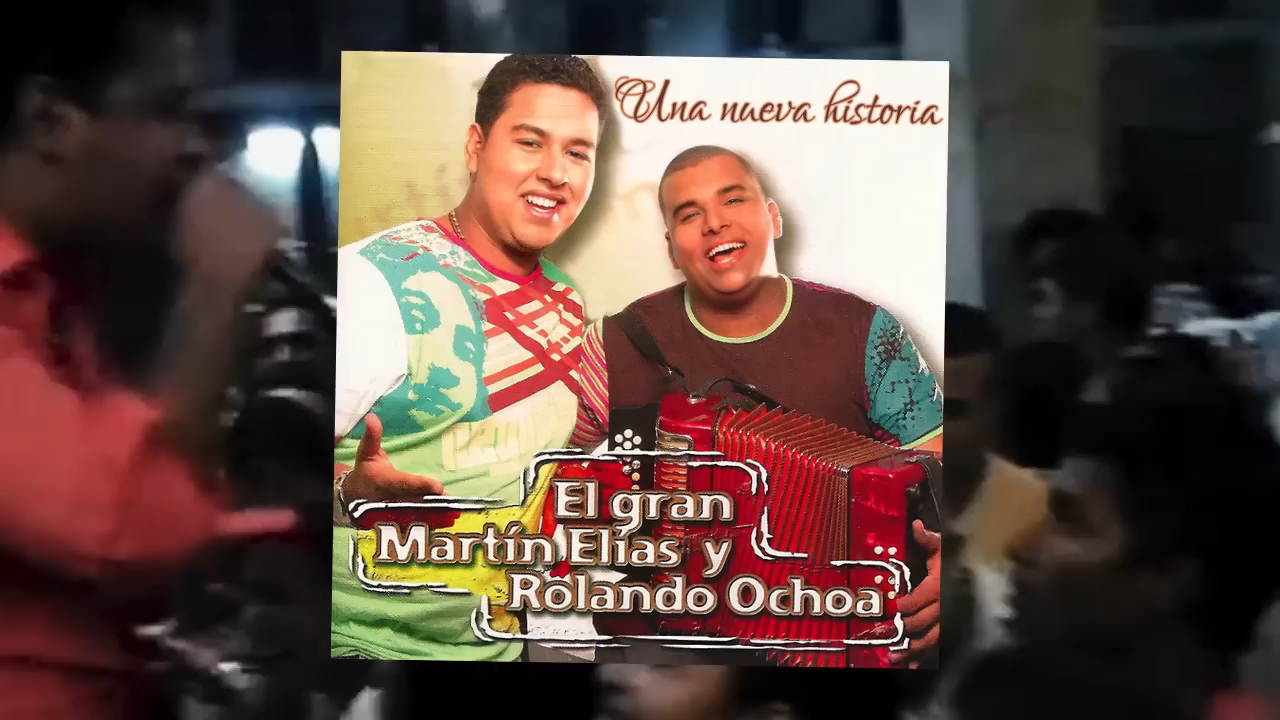 Una nueva historia
El gran
Martín Elías y
Rolando Ochoa